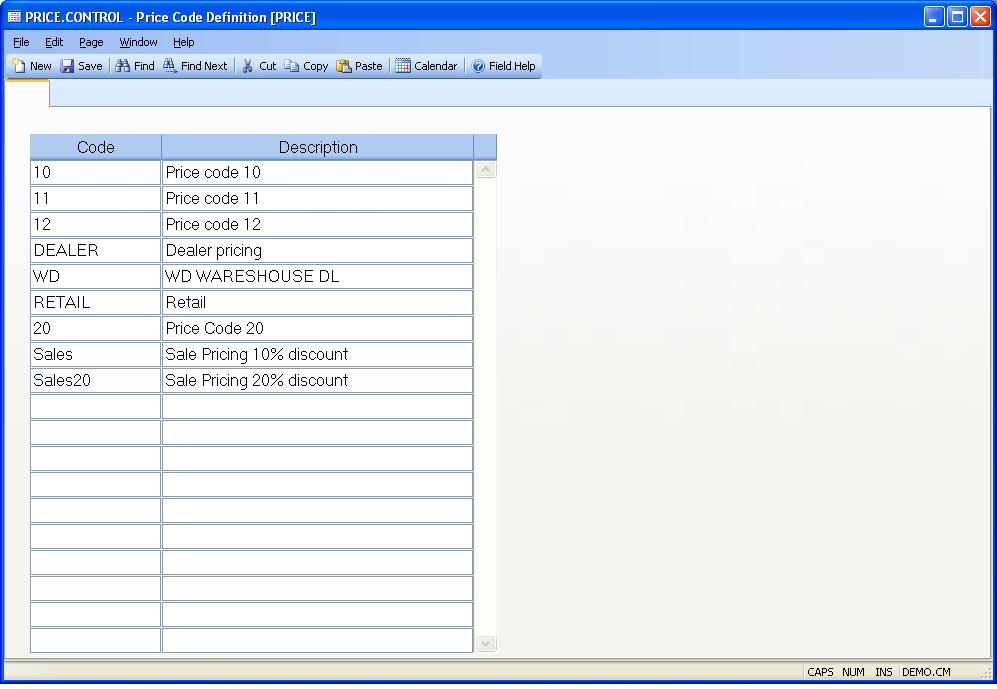 PRICE.CONTROL - Price Code Definition [PRICE]
File Edit Page Window Help
New Save Find Find Next Cut Copy Paste Calendar Field Help
Code Description
10 Price code 10
11 Price code 11
12 Price code 12
DEALER Dealer pricing
WD WD WARESHOUSE DL
RETAIL Retail
20 Price Code 20
Sales Sale Pricing 10% discount
Sales20 Sale Pricing 20% discount
CAPS NUM INS DEMO.CM